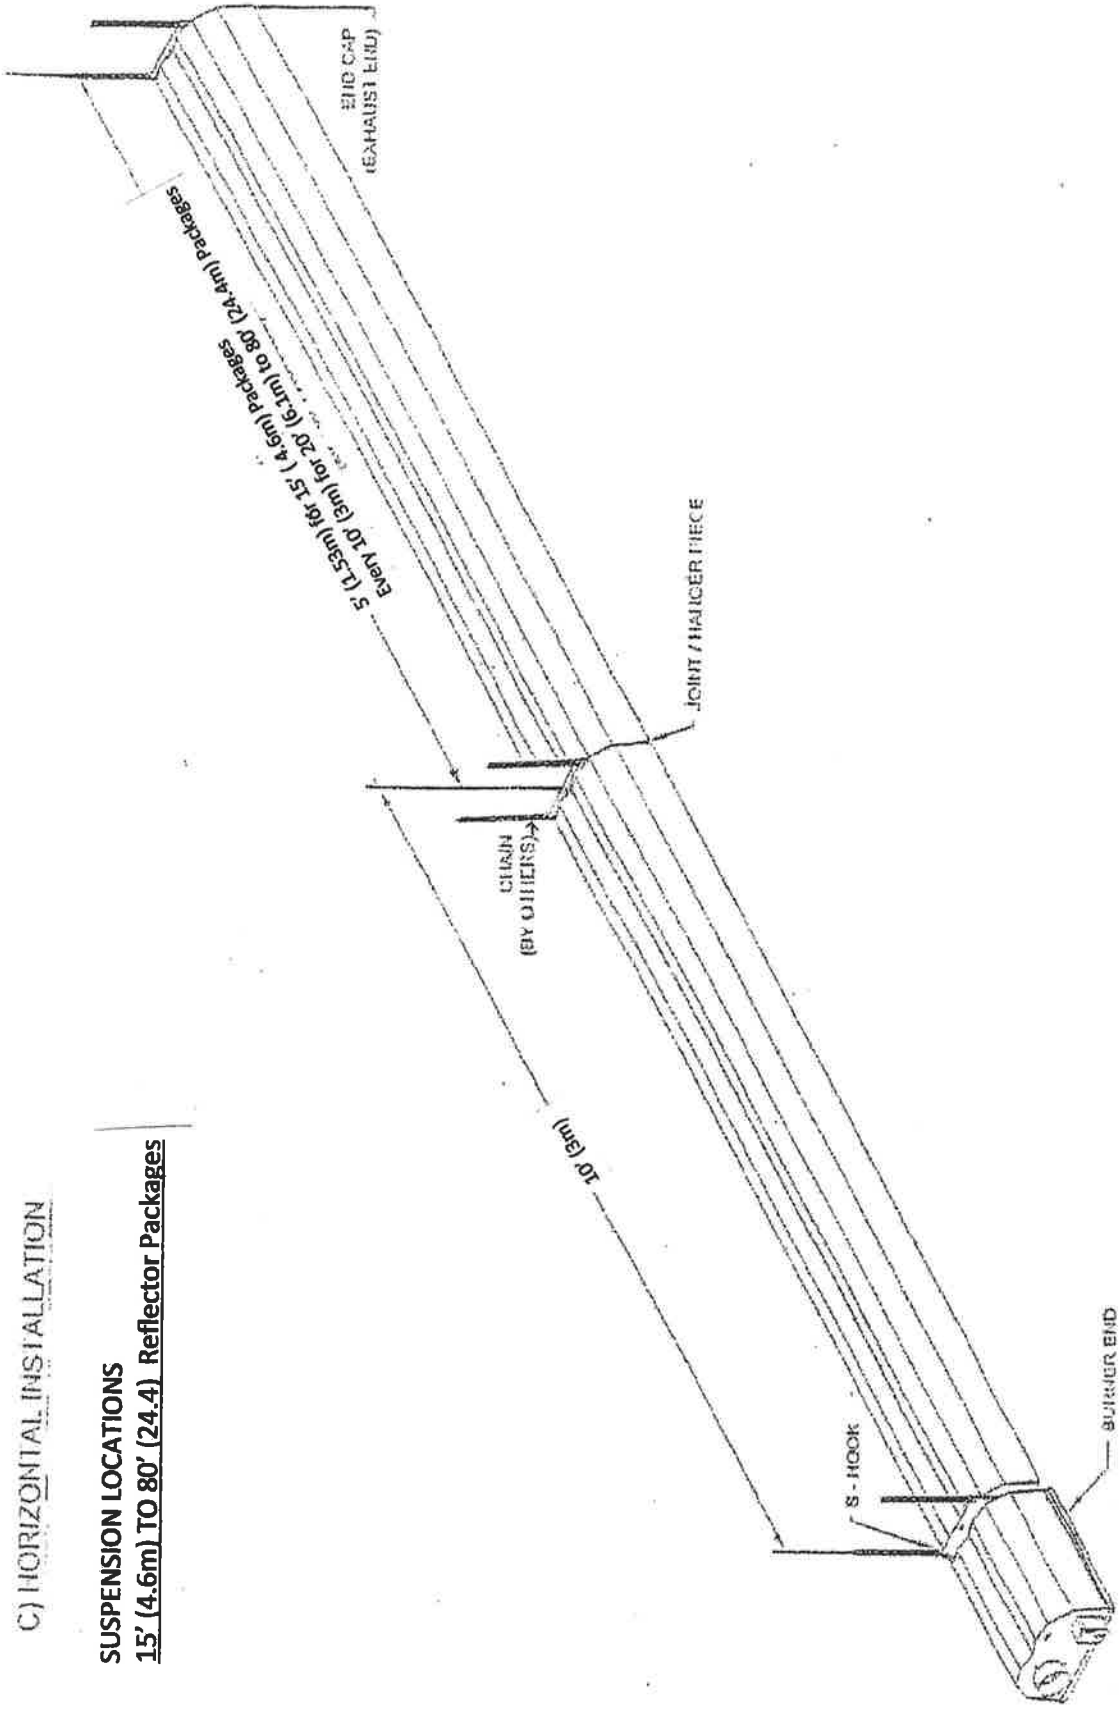 C) HORIZONTAL INSTALLATION
SUSPENSION LOCATIONS
15' (4.6m) TO 80' (24.4) Reflector Packages
END CAP
(EXHAUST END)
5' (1.53m) for 15' ( 4.6m) Packages
Every 10' (3m) for 20' (6.1m) to 80' (24.4m) Packages
JOINT / HANGER PIECE
CHAIN
(BY OTHERS)
10' (3m)
S - HOOK
BURNER END